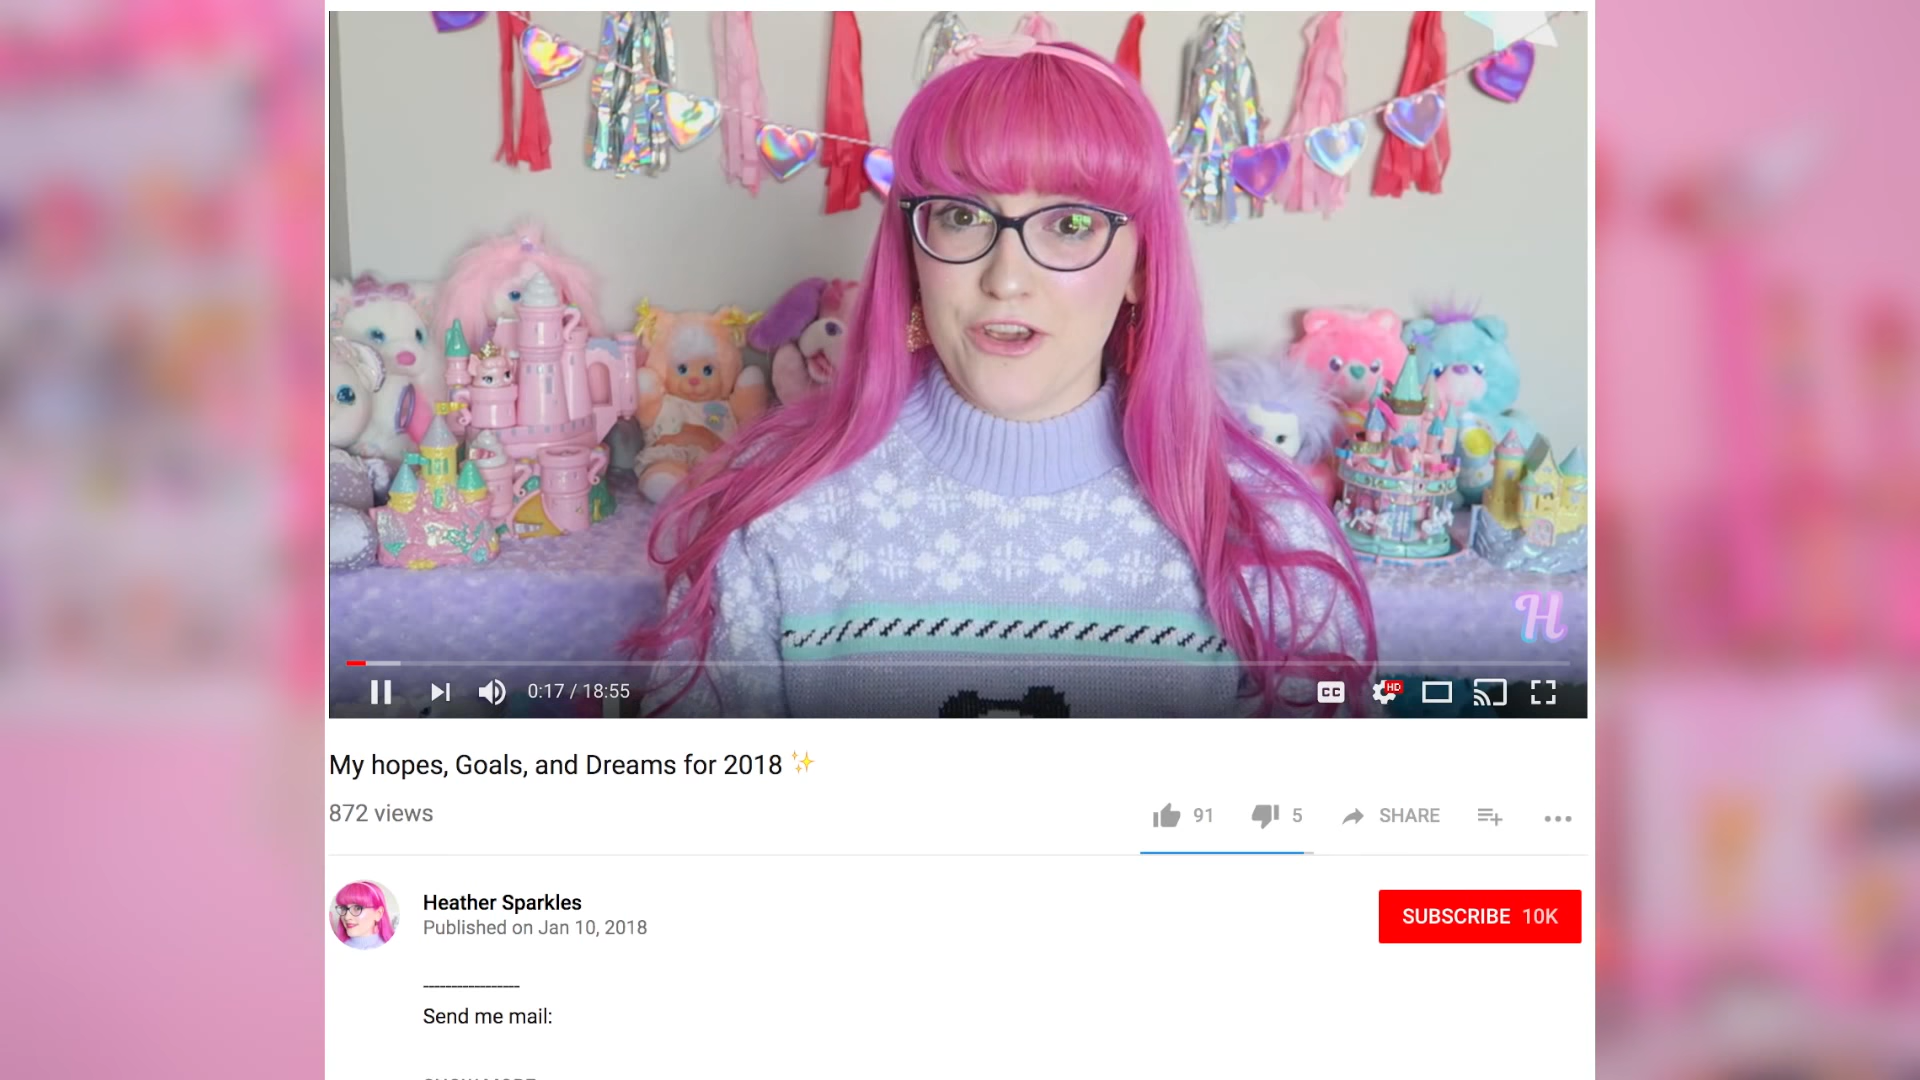 H
0:17 / 18:55
CC
HD
My hopes, Goals, and Dreams for 2018 ✨
872 views
91
5
SHARE
Heather Sparkles
Published on Jan 10, 2018
SUBSCRIBE 10K
-----------------
Send me mail: